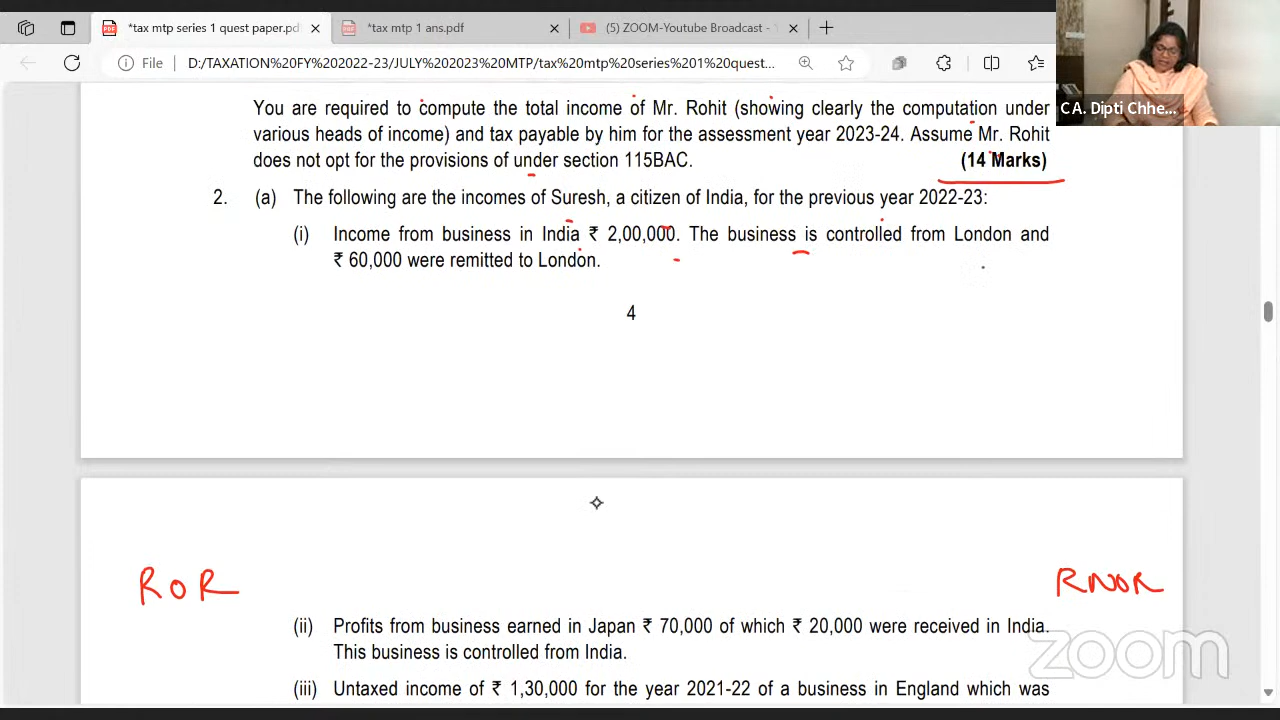 *tax mtp series 1 quest paper.pd
*tax mtp 1 ans.pdf
(5) ZOOM-Youtube Broadcast -
File
D:/TAXATION%20FY%202022-23/JULY%202023%20MTP/tax%20mtp%20series%201%20quest...
CA. Dipti Chhe...
You are required to compute the total income of Mr. Rohit (showing clearly the computation under
various heads of income) and tax payable by him for the assessment year 2023-24. Assume Mr. Rohit
does not opt for the provisions of under section 115BAC. (14 Marks)
2. (a) The following are the incomes of Suresh, a citizen of India, for the previous year 2022-23:
(i) Income from business in India ₹ 2,00,000. The business is controlled from London and
₹ 60,000 were remitted to London.
4
ROR RNOR
(ii) Profits from business earned in Japan ₹ 70,000 of which ₹ 20,000 were received in India.
This business is controlled from India.
zoom
(iii) Untaxed income of ₹ 1,30,000 for the year 2021-22 of a business in England which was